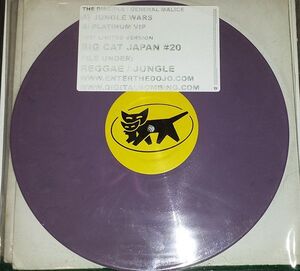 THE DISCIPLE / GENERAL MALICE
A) JUNGLE WARS
B) PLATINUM VIP
LIMITED VERSION
BIG CAT JAPAN #20
FILE UNDER:
REGGAE / JUNGLE
WWW.ENTERTHEDOJO.COM
WWW.DIGITALBOMBING.COM